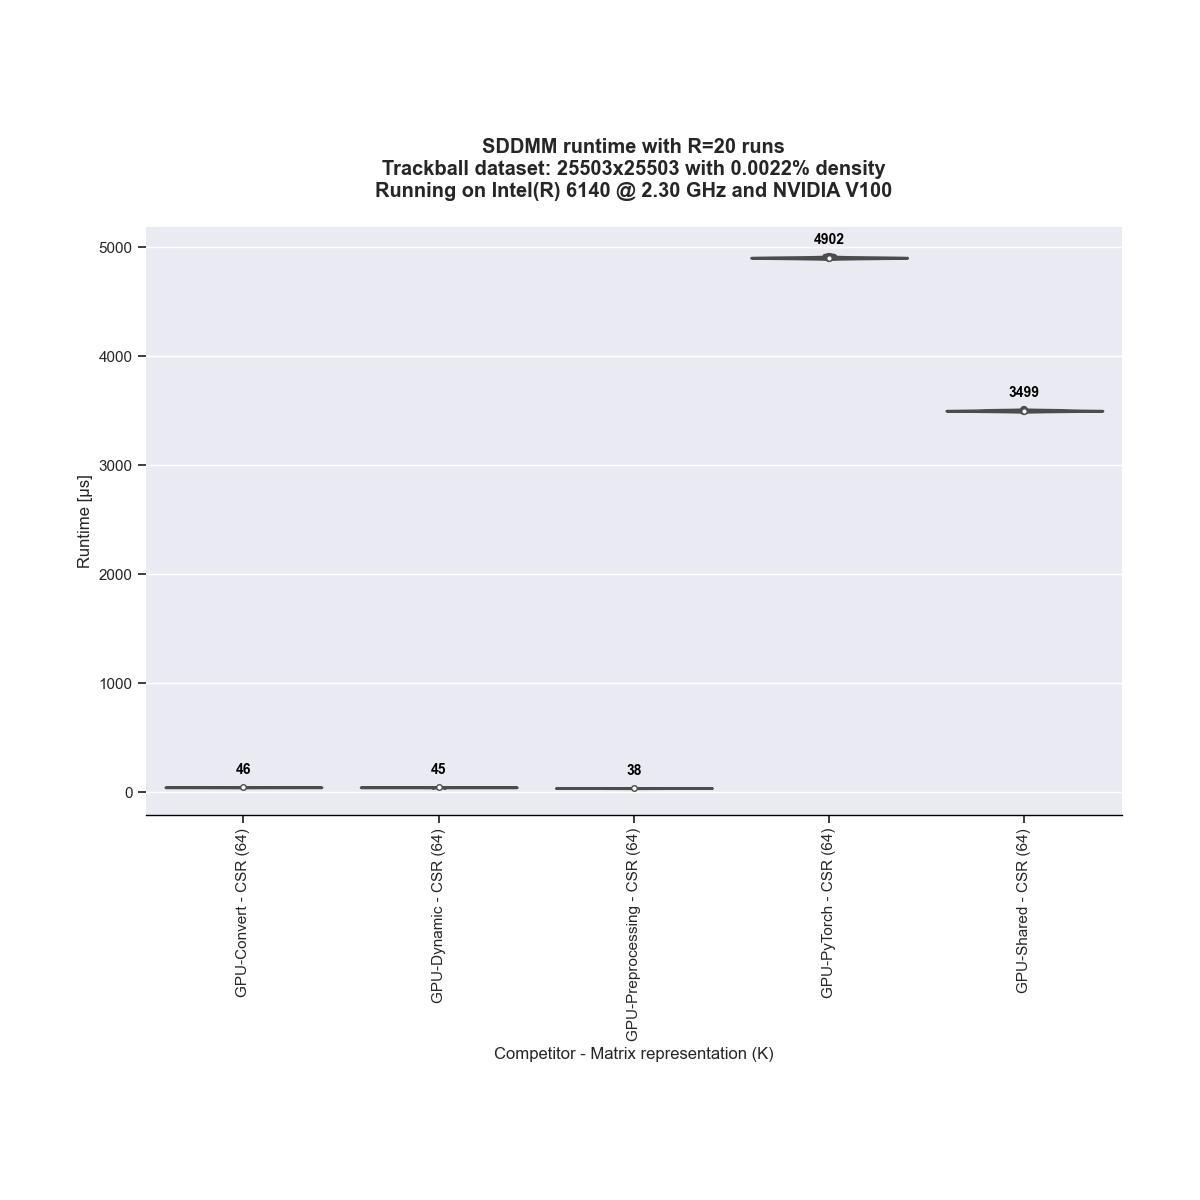 SDDMM runtime with R=20 runs
Trackball dataset: 25503x25503 with 0.0022% density
Running on Intel(R) 6140 @ 2.30 GHz and NVIDIA V100
Runtime [µs]
5000
4000
3000
2000
1000
0
46
45
38
4902
3499
GPU-Convert - CSR (64)
GPU-Dynamic - CSR (64)
GPU-Preprocessing - CSR (64)
GPU-PyTorch - CSR (64)
GPU-Shared - CSR (64)
Competitor - Matrix representation (K)